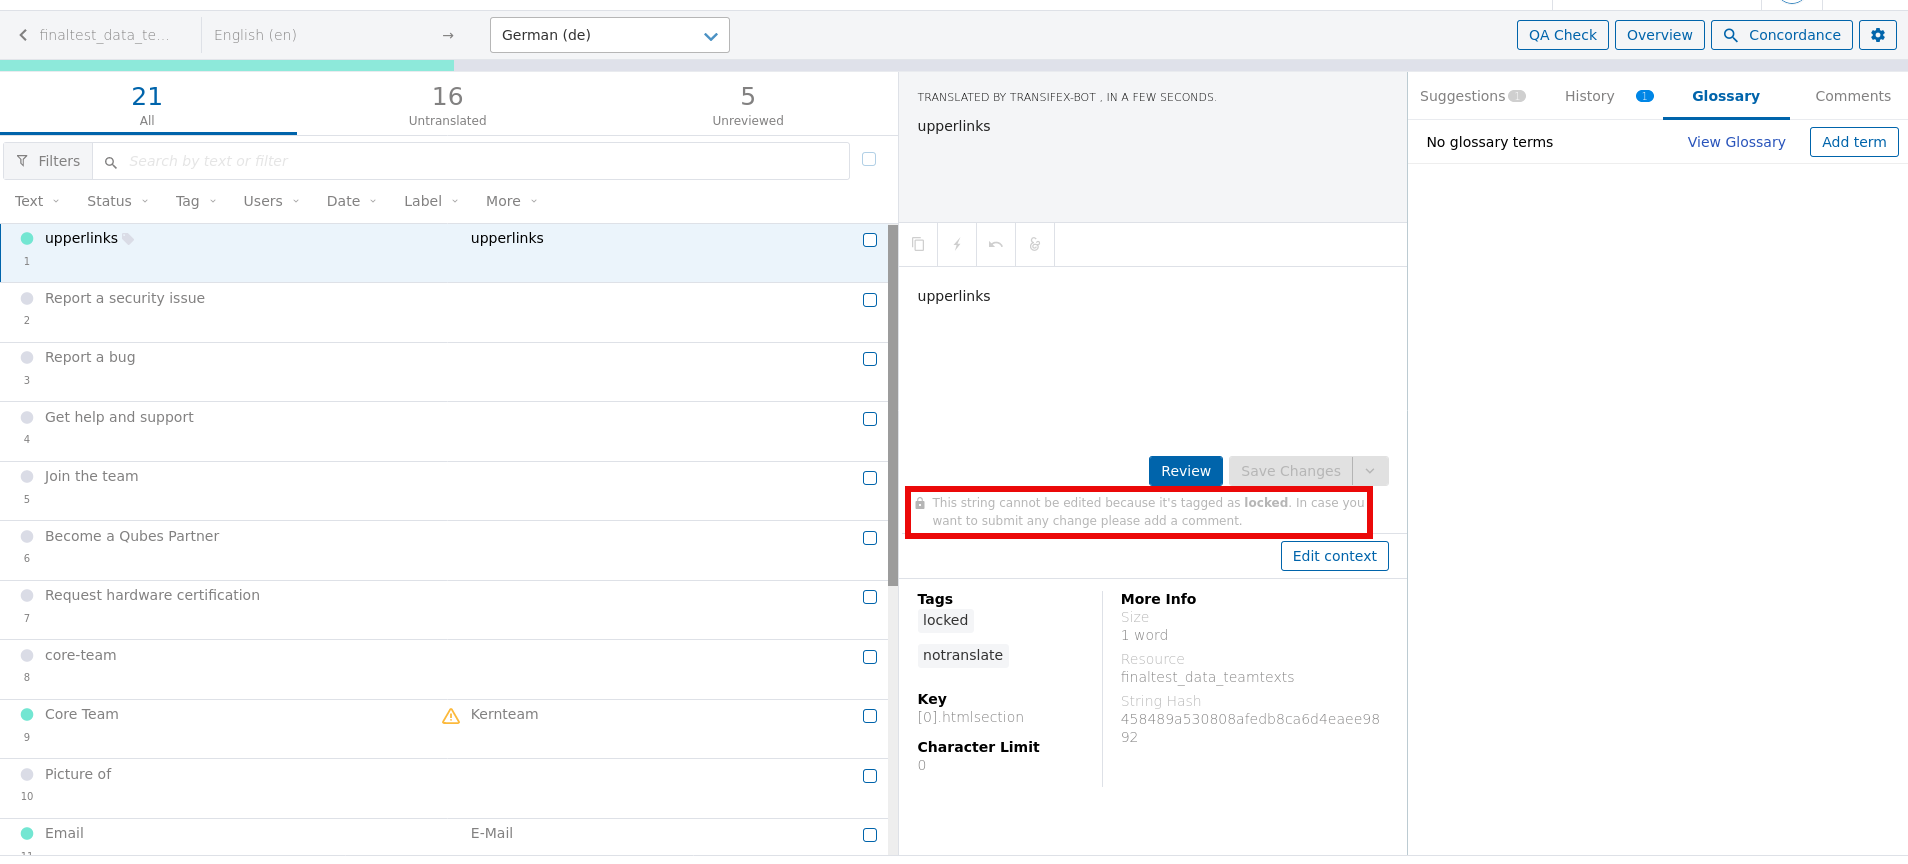 finaltest_data_te...
English (en)
→
German (de)
QA Check
Overview
Concordance
21
All
16
Untranslated
5
Unreviewed
Filters
Search by text or filter
Text
Status
Tag
Users
Date
Label
More
upperlinks
upperlinks
1
Report a security issue
2
Report a bug
3
Get help and support
4
Join the team
5
Become a Qubes Partner
6
Request hardware certification
7
core-team
8
Core Team
Kernteam
9
Picture of
10
Email
E-Mail
TRANSLATED BY TRANSIFEX-BOT , IN A FEW SECONDS.
upperlinks
upperlinks
Review
Save Changes
This string cannot be edited because it's tagged as locked. In case you
want to submit any change please add a comment.
Edit context
Tags
locked
notranslate
Key
[0].htmlsection
Character Limit
0
More Info
Size
1 word
Resource
finaltest_data_teamtexts
String Hash
458489a530808afedb8ca6d4eaee98
92
Suggestions 1
History 1
Glossary
Comments
No glossary terms
View Glossary
Add term